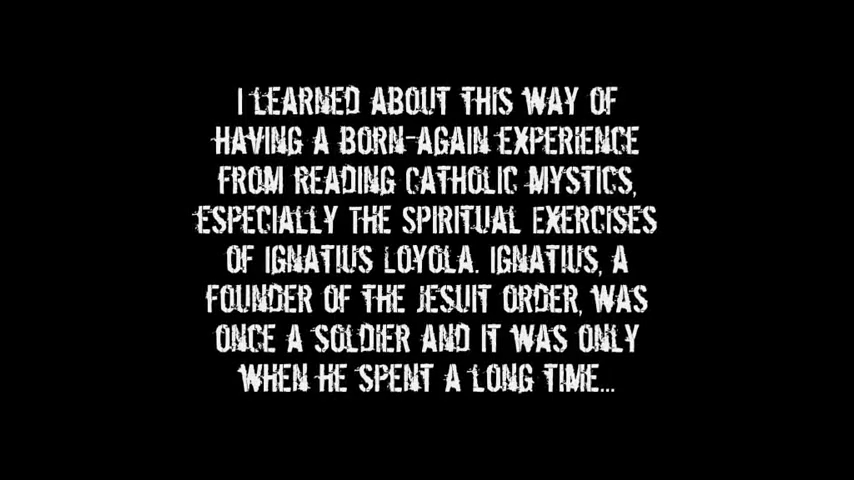 I LEARNED ABOUT THIS WAY OF
HAVING A BORN-AGAIN EXPERIENCE
FROM READING CATHOLIC MYSTICS,
ESPECIALLY THE SPIRITUAL EXERCISES
OF IGNATIUS LOYOLA. IGNATIUS, A
FOUNDER OF THE JESUIT ORDER, WAS
ONCE A SOLDIER AND IT WAS ONLY
WHEN HE SPENT A LONG TIME...